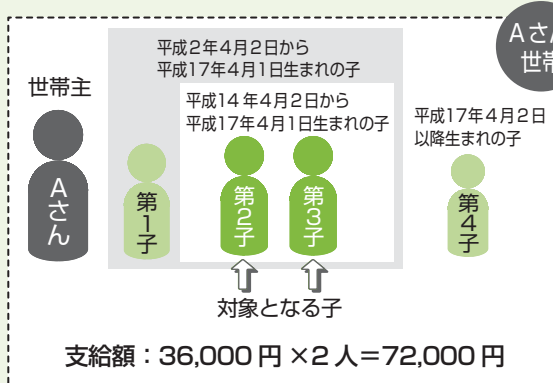 Aさん
世帯
平成2年4月2日から
平成17年4月1日生まれの子
世帯主
平成14年4月2日から
平成17年4月1日生まれの子
平成17年4月2日
以降生まれの子
Aさん
第1子
第2子
第3子
第4子
対象となる子
支給額：36,000円×2人＝72,000円